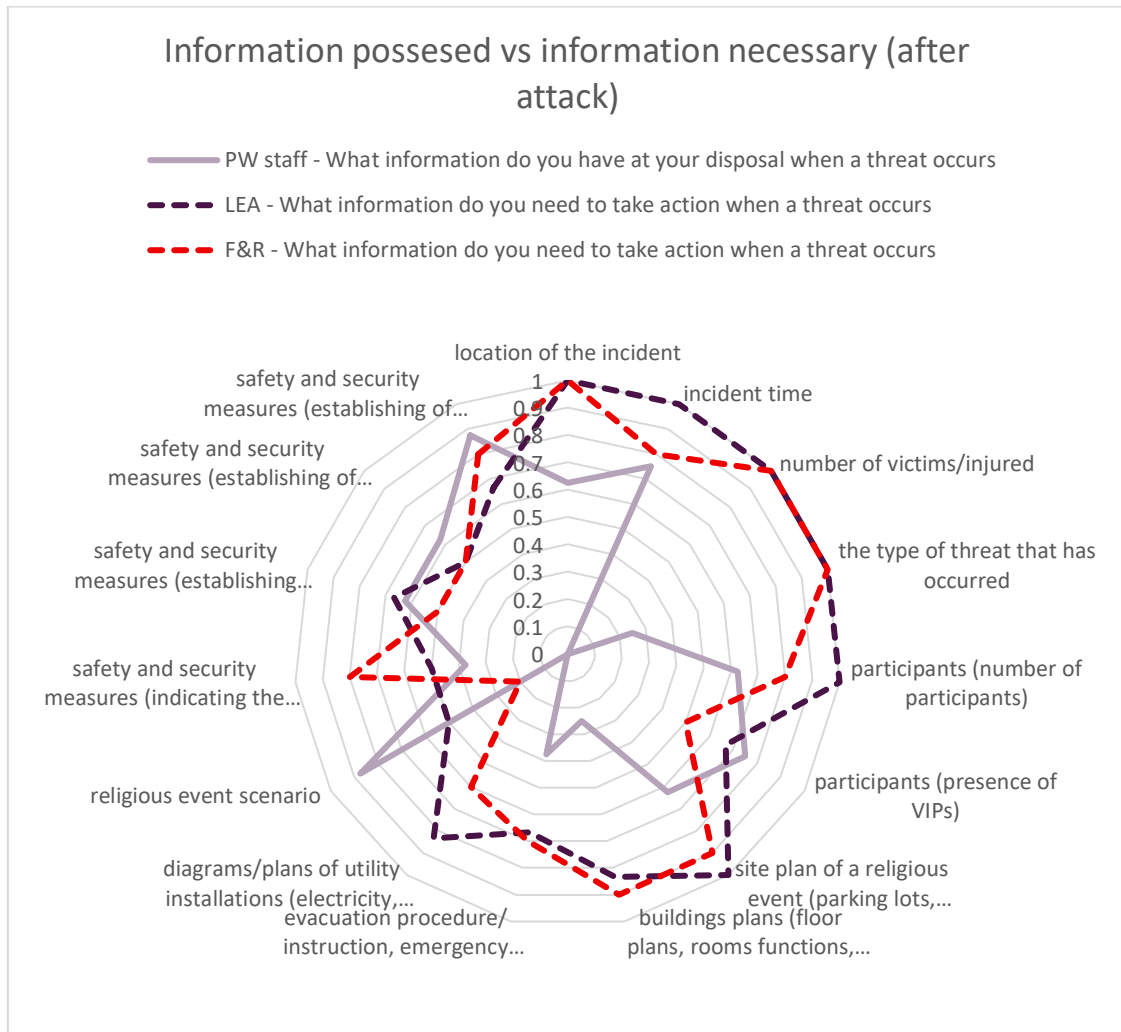 Information possesed vs information necessary (after
attack)
PW staff - What information do you have at your disposal when a threat occurs
LEA - What information do you need to take action when a threat occurs
F&R - What information do you need to take action when a threat occurs
location of the incident
incident time
number of victims/injured
the type of threat that has
occurred
participants (number of
participants)
participants (presence of
VIPs)
site plan of a religious
event (parking lots,...
buildings plans (floor
plans, rooms functions,...
evacuation procedure/
instruction, emergency...
diagrams/plans of utility
installations (electricity,...
religious event scenario
safety and security
measures (indicating the...
safety and security
measures (establishing...
safety and security
measures (establishing of...
safety and security
measures (establishing of...
1
0.9
0.8
0.7
0.6
0.5
0.4
0.3
0.2
0.1
0